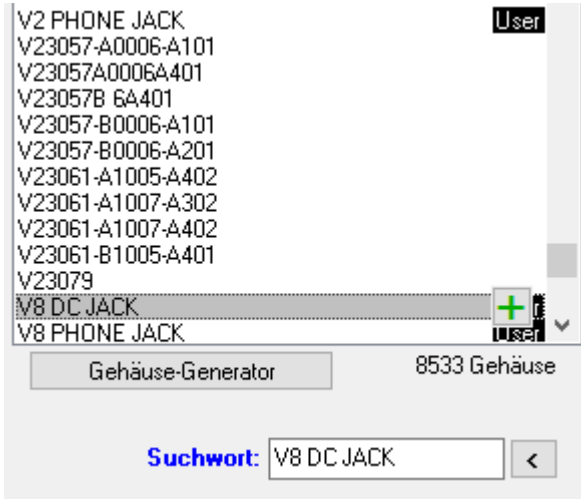 V2 PHONE JACK User
V23057-A0006-A101
V23057A0006A401
V23057B 6A401
V23057-B0006-A101
V23057-B0006-A201
V23061-A1005-A402
V23061-A1007-A302
V23061-A1007-A402
V23061-B1005-A401
V23079
V8 DC JACK
V8 PHONE JACK User
Gehäuse-Generator 8533 Gehäuse
Suchwort: V8 DC JACK <